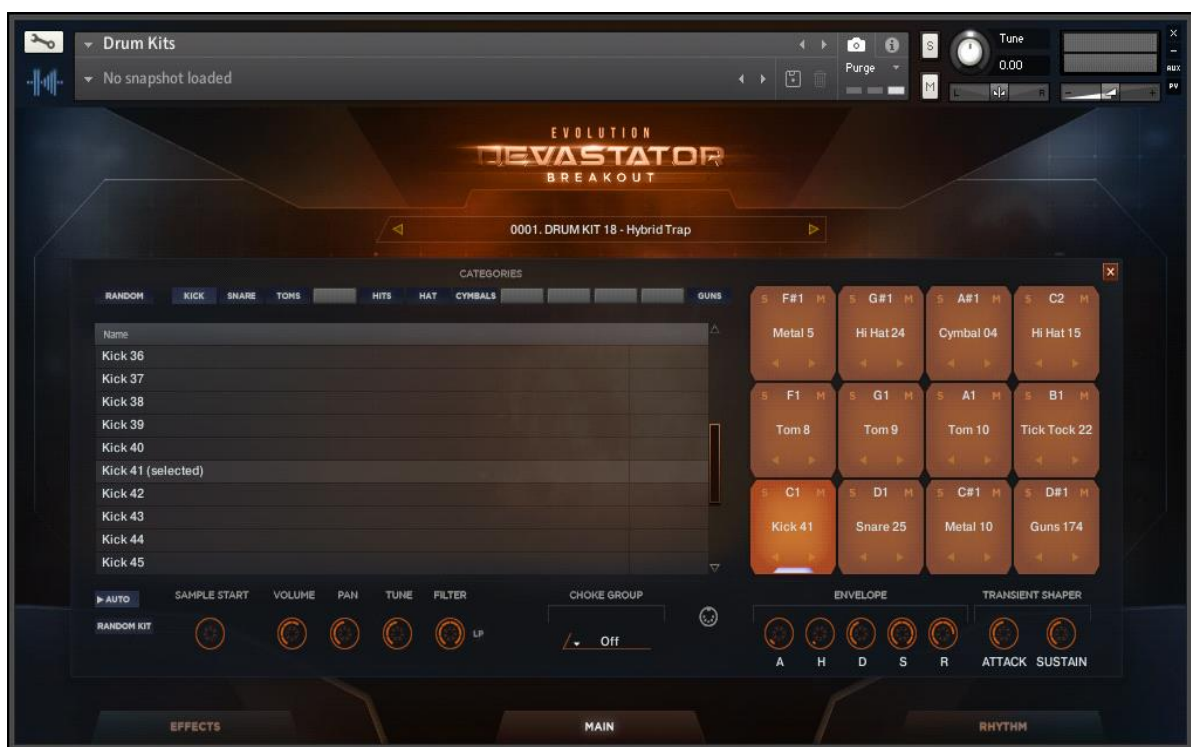 Drum Kits
No snapshot loaded
Purge
S
M
Tune
0.00
L R
- +
×
-
AUX
PV
EVOLUTION
DEVASTATOR
BREAKOUT
0001. DRUM KIT 18 - Hybrid Trap
CATEGORIES
RANDOM KICK SNARE TOMS HITS HAT CYMBALS GUNS
Name
Kick 36
Kick 37
Kick 38
Kick 39
Kick 40
Kick 41 (selected)
Kick 42
Kick 43
Kick 44
Kick 45
S F#1 M S G#1 M S A#1 M S C2 M
Metal 5 Hi Hat 24 Cymbal 04 Hi Hat 15
S F1 M S G1 M S A1 M S B1 M
Tom 8 Tom 9 Tom 10 Tick Tock 22
S C1 M S D1 M S C#1 M S D#1 M
Kick 41 Snare 25 Metal 10 Guns 174
AUTO
RANDOM KIT
SAMPLE START VOLUME PAN TUNE FILTER
LP
CHOKE GROUP
Off
ENVELOPE TRANSIENT SHAPER
A H D S R ATTACK SUSTAIN
EFFECTS MAIN RHYTHM